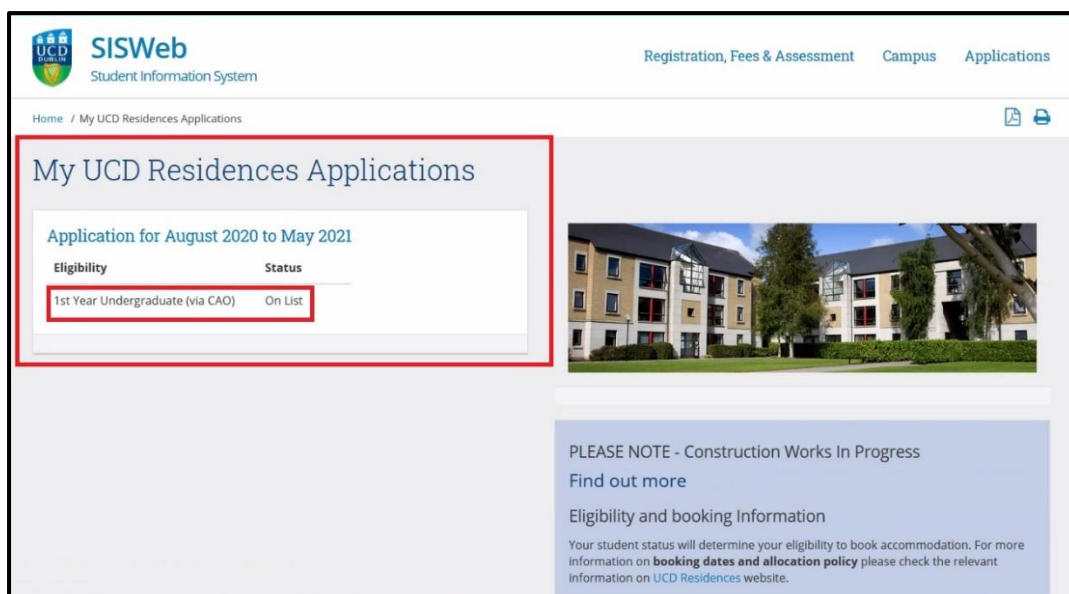 UCD
DUBLIN
SISWeb
Student Information System
Registration, Fees & Assessment Campus Applications
Home / My UCD Residences Applications
My UCD Residences Applications
Application for August 2020 to May 2021
Eligibility Status
1st Year Undergraduate (via CAO) On List
PLEASE NOTE - Construction Works In Progress
Find out more
Eligibility and booking Information
Your student status will determine your eligibility to book accommodation. For more
information on booking dates and allocation policy please check the relevant
information on UCD Residences website.